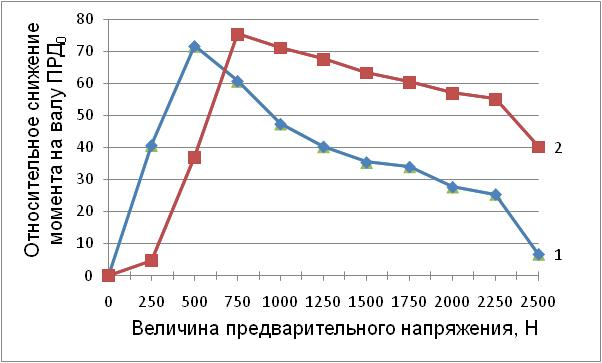 Относительное снижение
момента на валу ПРД0
80
70
60
50
40
30
20
10
0
0 250 500 750 1000 1250 1500 1750 2000 2250 2500
2
1
Величина предварительного напряжения, Н